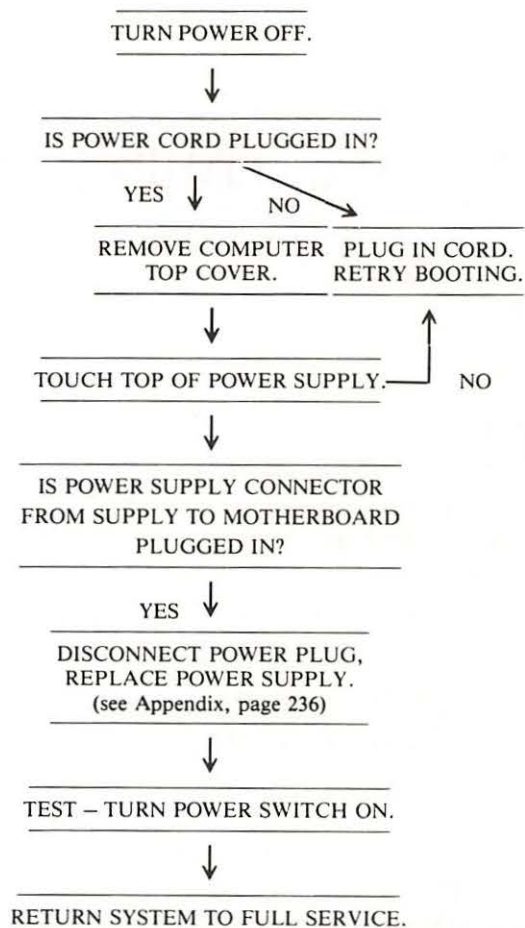 TURN POWER OFF.
IS POWER CORD PLUGGED IN?
YES
NO
REMOVE COMPUTER
TOP COVER.
PLUG IN CORD.
RETRY BOOTING.
TOUCH TOP OF POWER SUPPLY.
NO
IS POWER SUPPLY CONNECTOR
FROM SUPPLY TO MOTHERBOARD
PLUGGED IN?
YES
DISCONNECT POWER PLUG,
REPLACE POWER SUPPLY.
(see Appendix, page 236)
TEST – TURN POWER SWITCH ON.
RETURN SYSTEM TO FULL SERVICE.